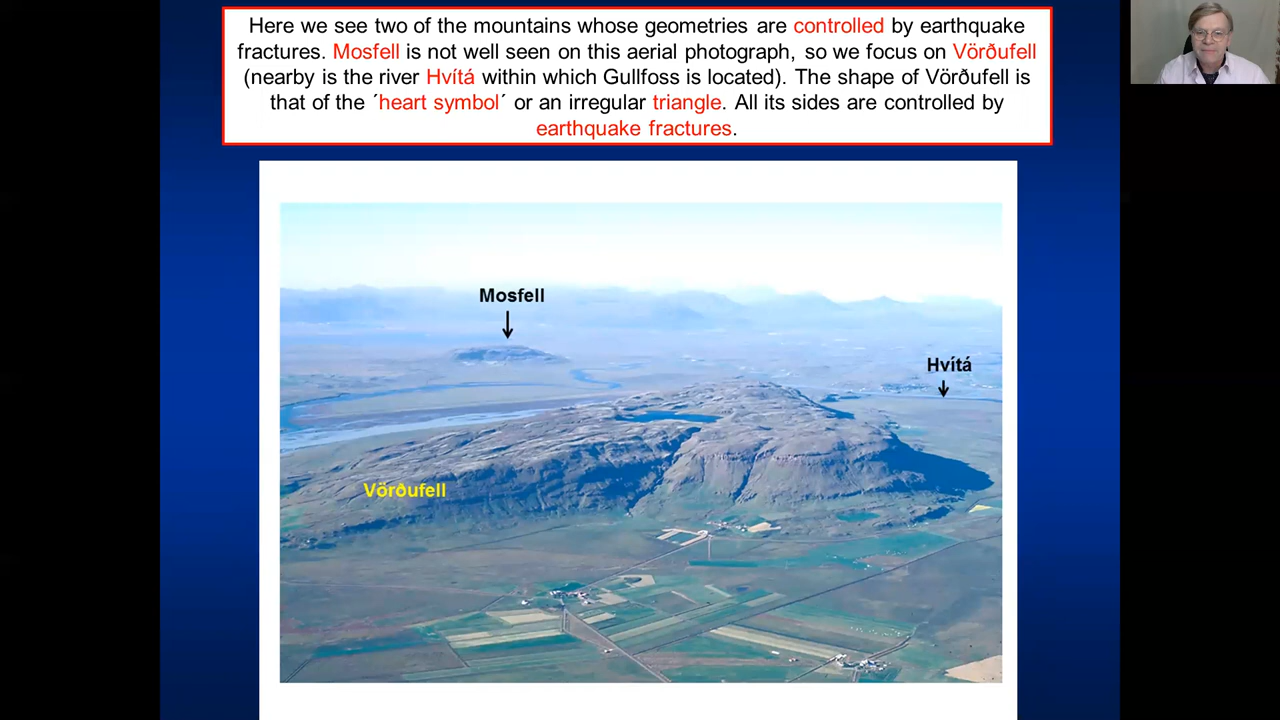 Here we see two of the mountains whose geometries are controlled by earthquake
fractures. Mosfell is not well seen on this aerial photograph, so we focus on Vörðufell
(nearby is the river Hvítá within which Gullfoss is located). The shape of Vörðufell is
that of the ´heart symbol´ or an irregular triangle. All its sides are controlled by
earthquake fractures.
Mosfell
Hvítá
Vörðufell